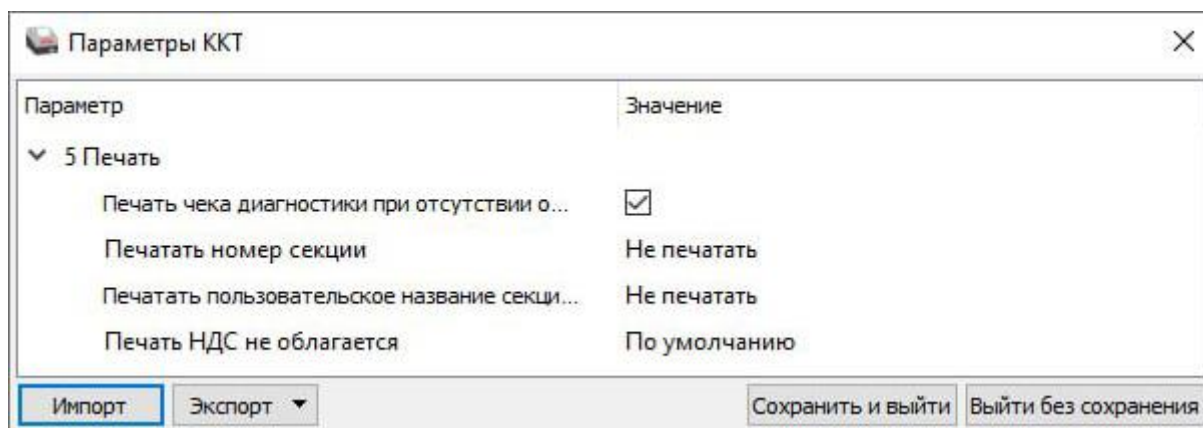 Параметры ККТ
Параметр Значение
5 Печать
Печать чека диагностики при отсутствии о...
Печатать номер секции Не печатать
Печатать пользовательское название секци... Не печатать
Печать НДС не облагается По умолчанию
Импорт Экспорт Сохранить и выйти Выйти без сохранения